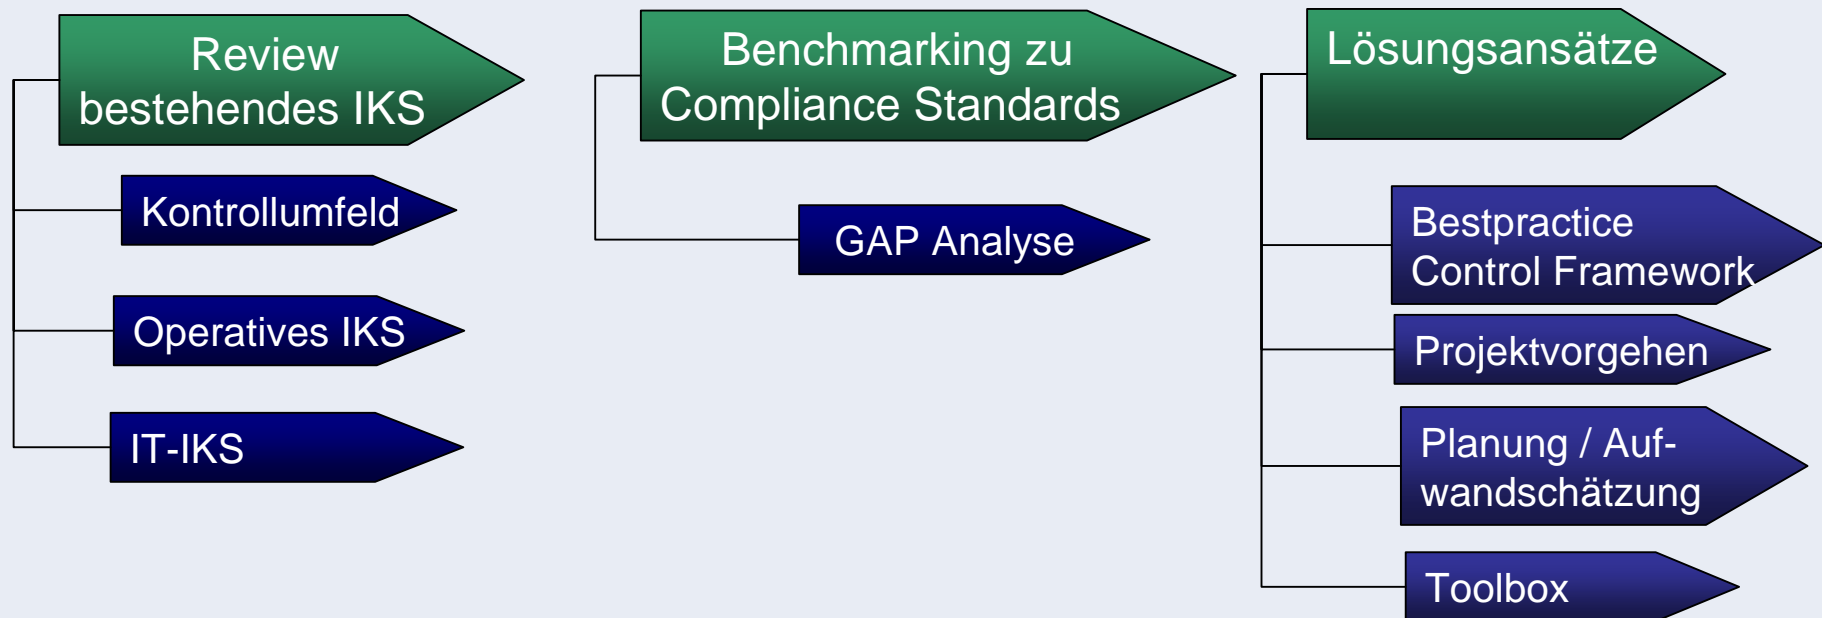 Review
bestehendes IKS
Kontrollumfeld
Operatives IKS
IT-IKS
Benchmarking zu
Compliance Standards
GAP Analyse
Lösungsansätze
Bestpractice
Control Framework
Projektvorgehen
Planung / Auf-
wandschätzung
Toolbox